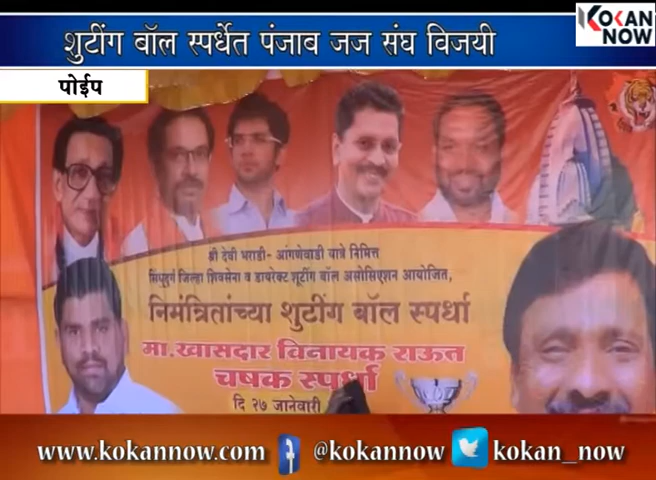 KOKAN
NOW
शुटींग बॉल स्पर्धेत पंजाब जज संघ विजयी
पोईप
श्री देवी भराडी- आंगणेवाडी यात्रे निमित्त
सिंधुदुर्ग जिल्हा शिवसेना व डायरेक्ट शूटींग बॉल असोसिएशन आयोजित,
निमंत्रितांच्या शुटींग बॉल स्पर्धा
मा.खासदार विनायक राऊत
चषक स्पर्धा
दि २७ जानेवारी
www.kokannow.com f @kokannow kokan_now